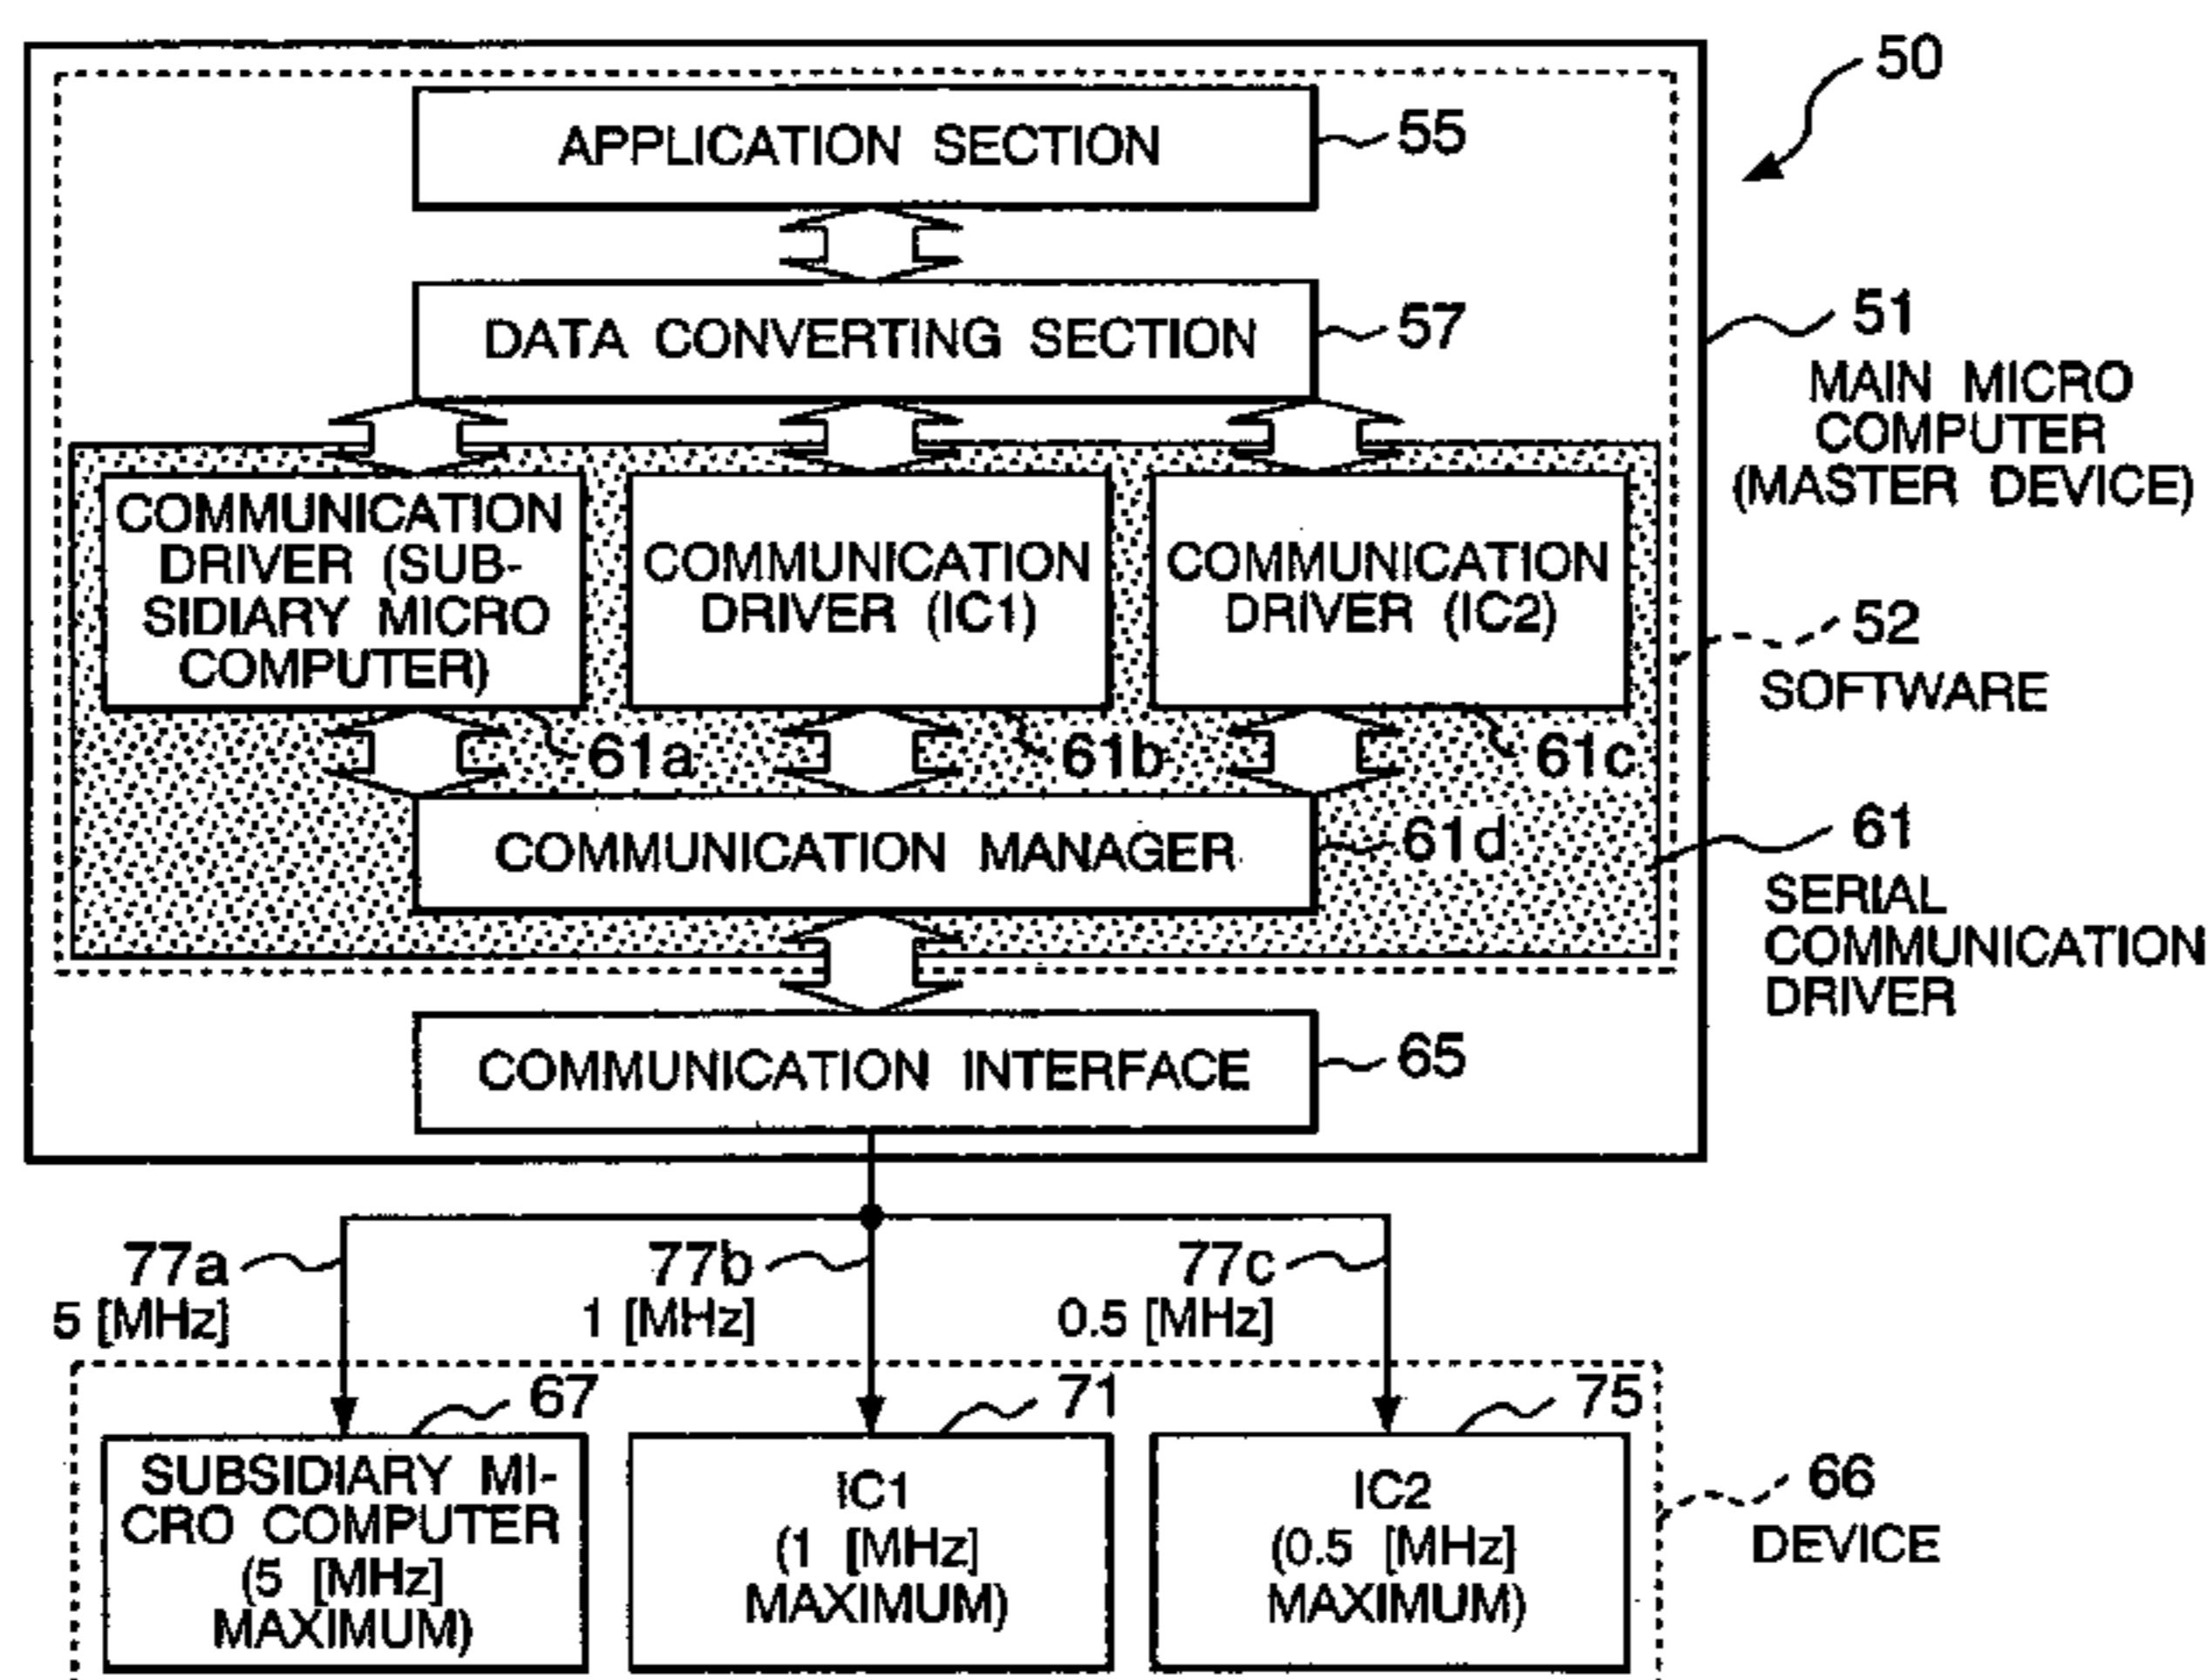 50
APPLICATION SECTION
55
DATA CONVERTING SECTION
57
51
MAIN MICRO
COMPUTER
(MASTER DEVICE)
COMMUNICATION
DRIVER (SUB-
SIDIARY MICRO
COMPUTER)
COMMUNICATION
DRIVER (IC1)
COMMUNICATION
DRIVER (IC2)
52
SOFTWARE
61a
61b
61c
COMMUNICATION MANAGER
61d
61
SERIAL
COMMUNICATION
DRIVER
COMMUNICATION INTERFACE
65
77a
5 [MHz]
77b
1 [MHz]
77c
0.5 [MHz]
67
71
75
SUBSIDIARY MI-
CRO COMPUTER
(5 [MHz]
MAXIMUM)
IC1
(1 [MHz]
MAXIMUM)
IC2
(0.5 [MHz]
MAXIMUM)
66
DEVICE